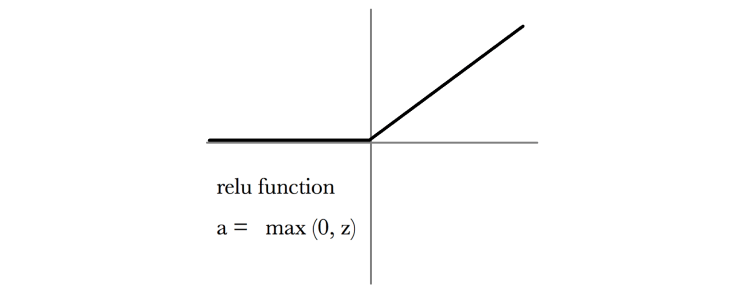 relu function
a = max (0, z)